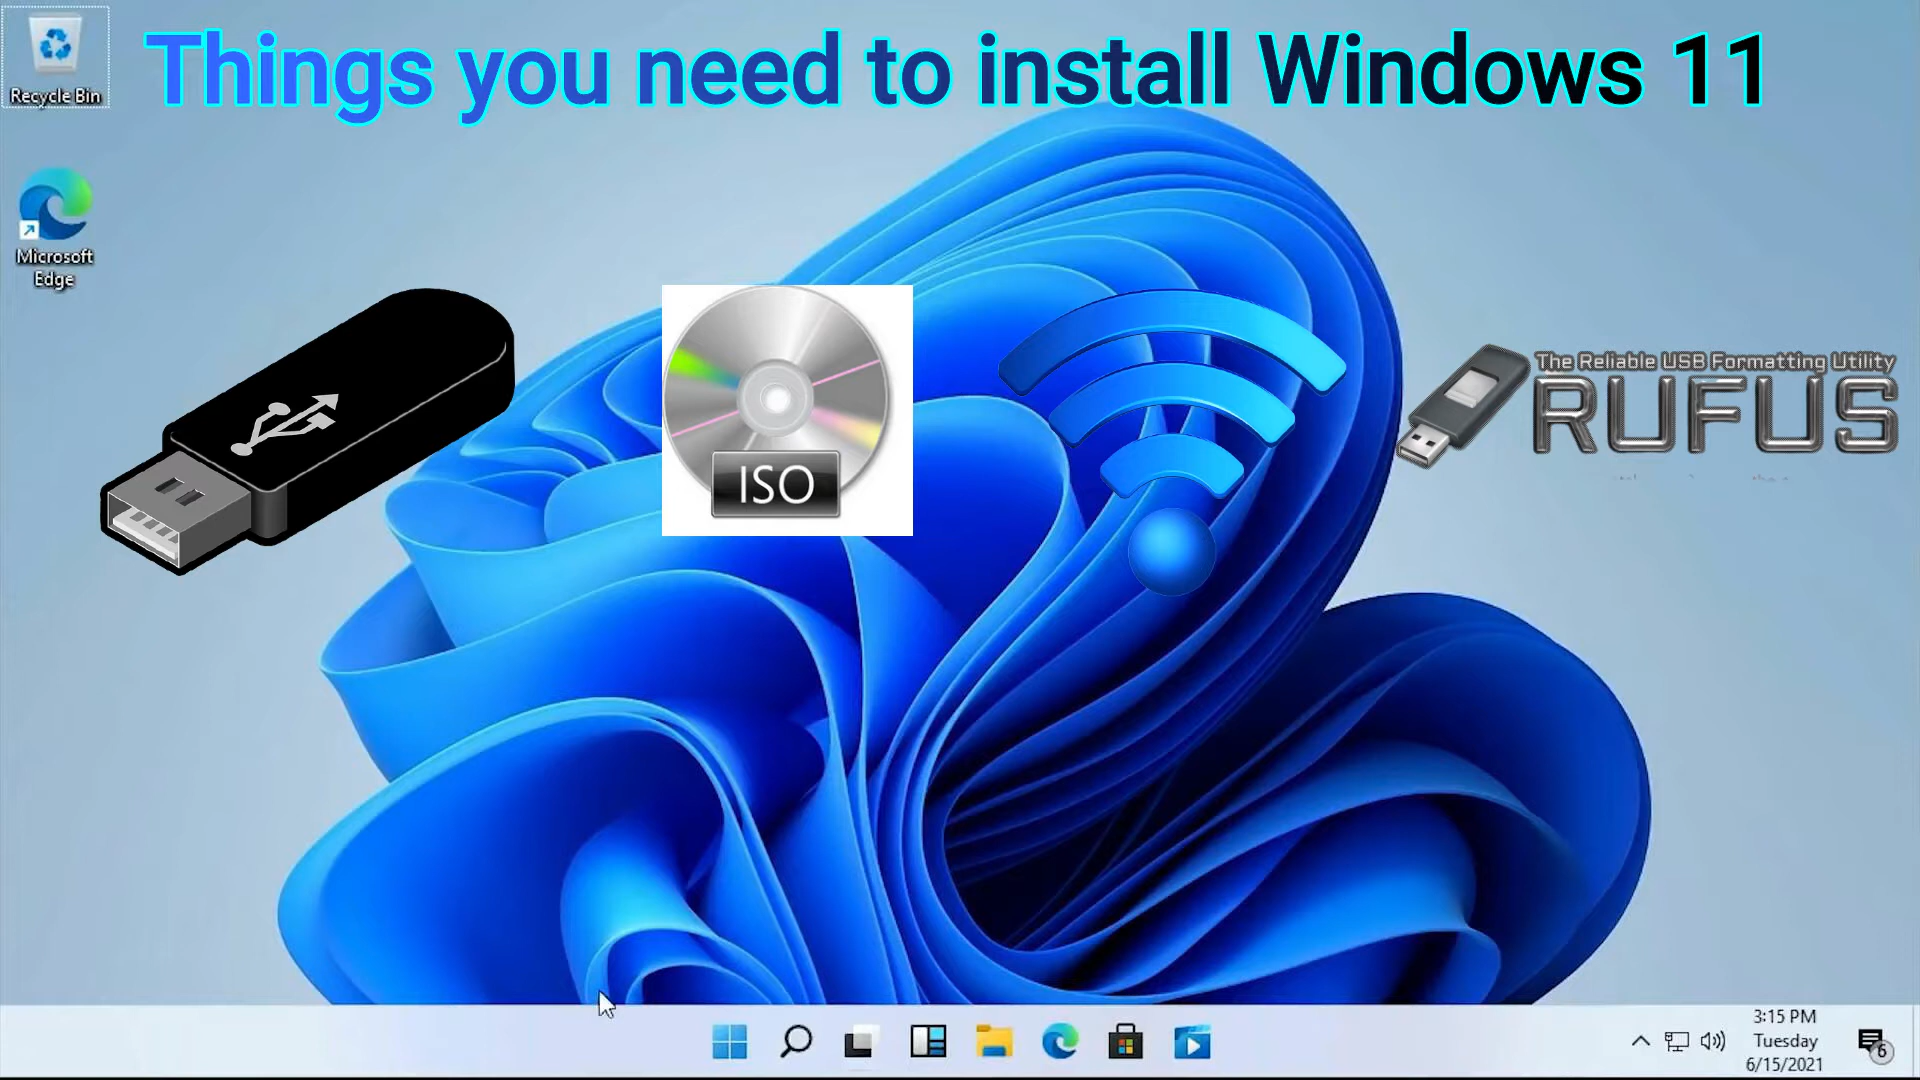 Things you need to install Windows 11
Recycle Bin
Microsoft
Edge
ISO
The Reliable USB Formatting Utility
RUFUS
3:15 PM
Tuesday
6/15/2021
6